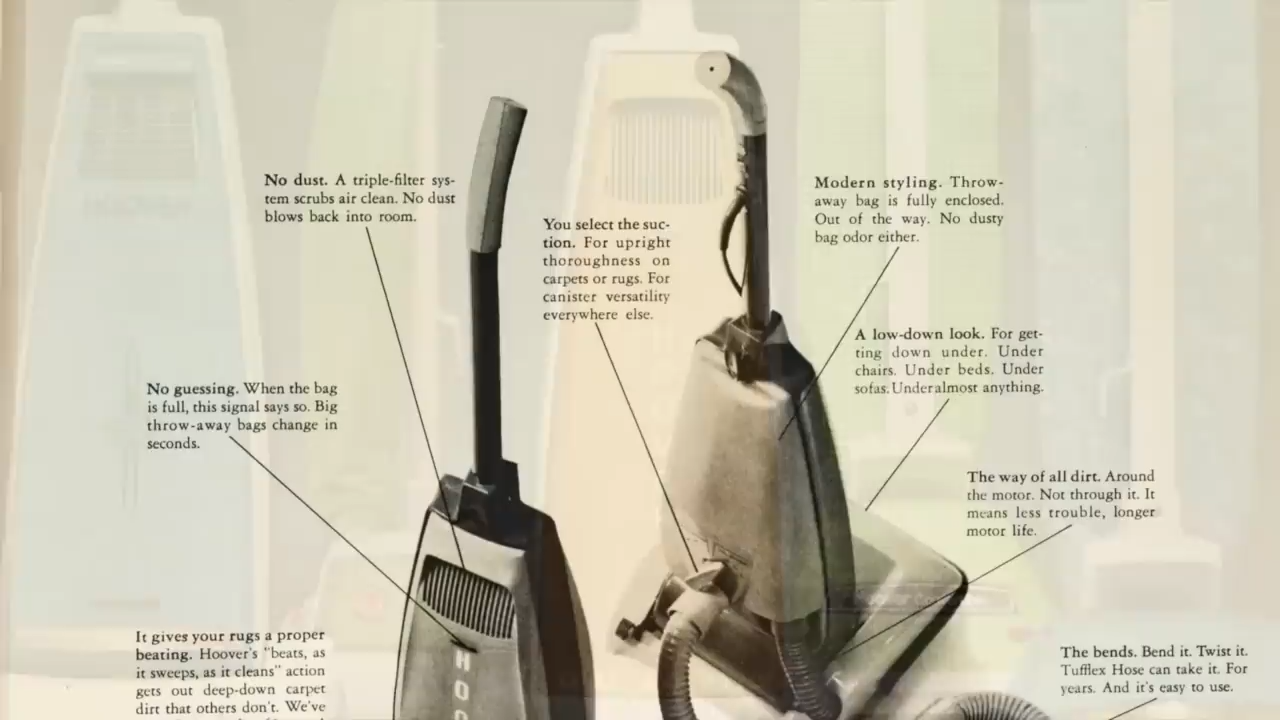 No dust. A triple-filter sys-
tem scrubs air clean. No dust
blows back into room.
You select the suc-
tion. For upright
thoroughness on
carpets or rugs. For
canister versatility
everywhere else.
Modern styling. Throw-
away bag is fully enclosed.
Out of the way. No dusty
bag odor either.
A low-down look. For get-
ting down under. Under
chairs. Under beds. Under
sofas. Under almost anything.
No guessing. When the bag
is full, this signal says so. Big
throw-away bags change in
seconds.
The way of all dirt. Around
the motor. Not through it. It
means less trouble, longer
motor life.
It gives your rugs a proper
beating. Hoover's "beats, as
it sweeps, as it cleans" action
gets out deep-down carpet
dirt that others don't. We've
The bends. Bend it. Twist it.
Tufflex Hose can take it. For
years. And it's easy to use.
HOO